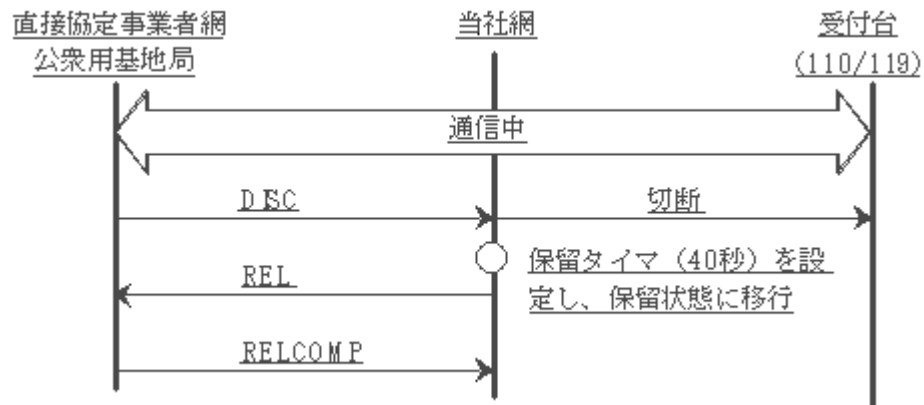 直接協定事業者網
公衆用基地局
当社網
受付台
(110/119)
通信中
DISC
切断
保留タイマ（40秒）を設
定し、保留状態に移行
REL
RELCOMP